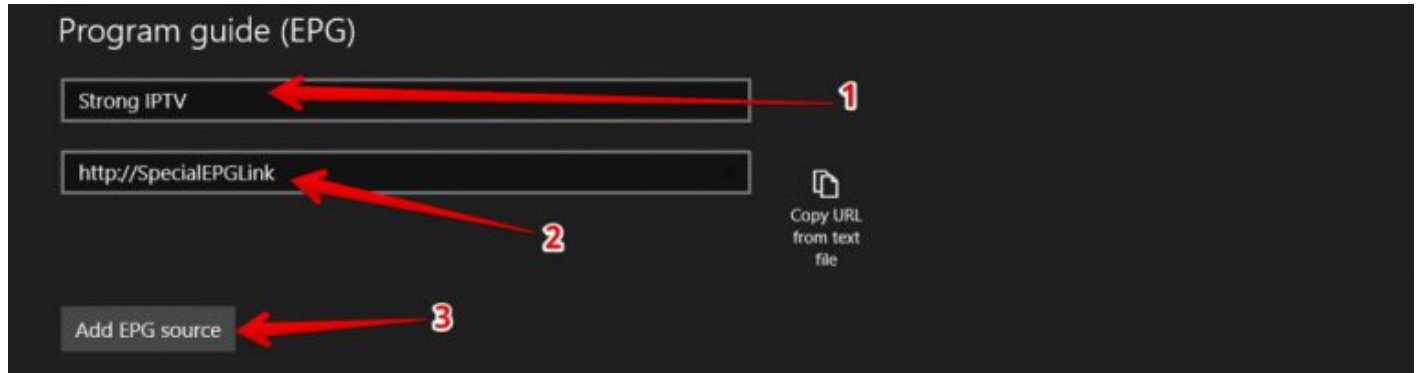 Program guide (EPG)
Strong IPTV
1
http://SpecialEPGLink
2
Copy URL
from text
file
Add EPG source
3